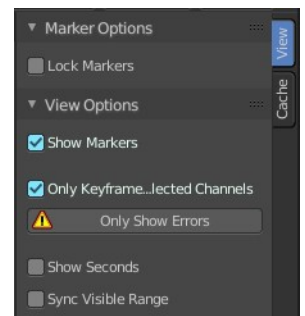 Marker Options
Lock Markers
View Options
Show Markers
Only Keyframe...lected Channels
Only Show Errors
Show Seconds
Sync Visible Range
View
Cache